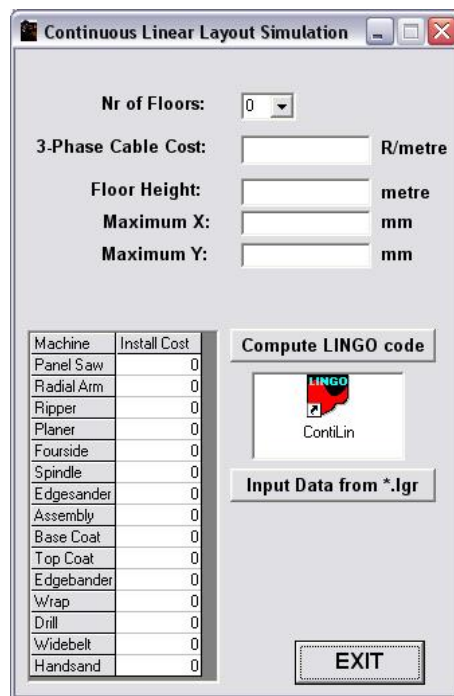 Continuous Linear Layout Simulation
Nr of Floors: 0
3-Phase Cable Cost: R/metre
Floor Height: metre
Maximum X: mm
Maximum Y: mm
Machine Install Cost
Panel Saw 0
Radial Arm 0
Ripper 0
Planer 0
Fourside 0
Spindle 0
Edgesander 0
Assembly 0
Base Coat 0
Top Coat 0
Edgebander 0
Wrap 0
Drill 0
Widebelt 0
Handsand 0
Compute LINGO code
LINGO
ContiLin
Input Data from *.lgr
EXIT